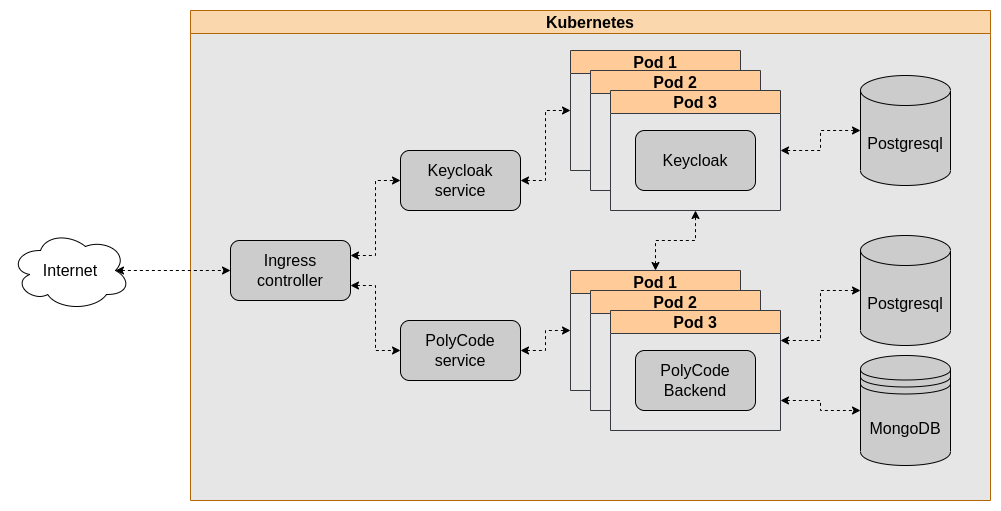 Kubernetes
Pod 1
Pod 2
Pod 3
Keycloak
Postgresql
Keycloak
service
Internet
Ingress
controller
PolyCode
service
Pod 1
Pod 2
Pod 3
PolyCode
Backend
Postgresql
MongoDB